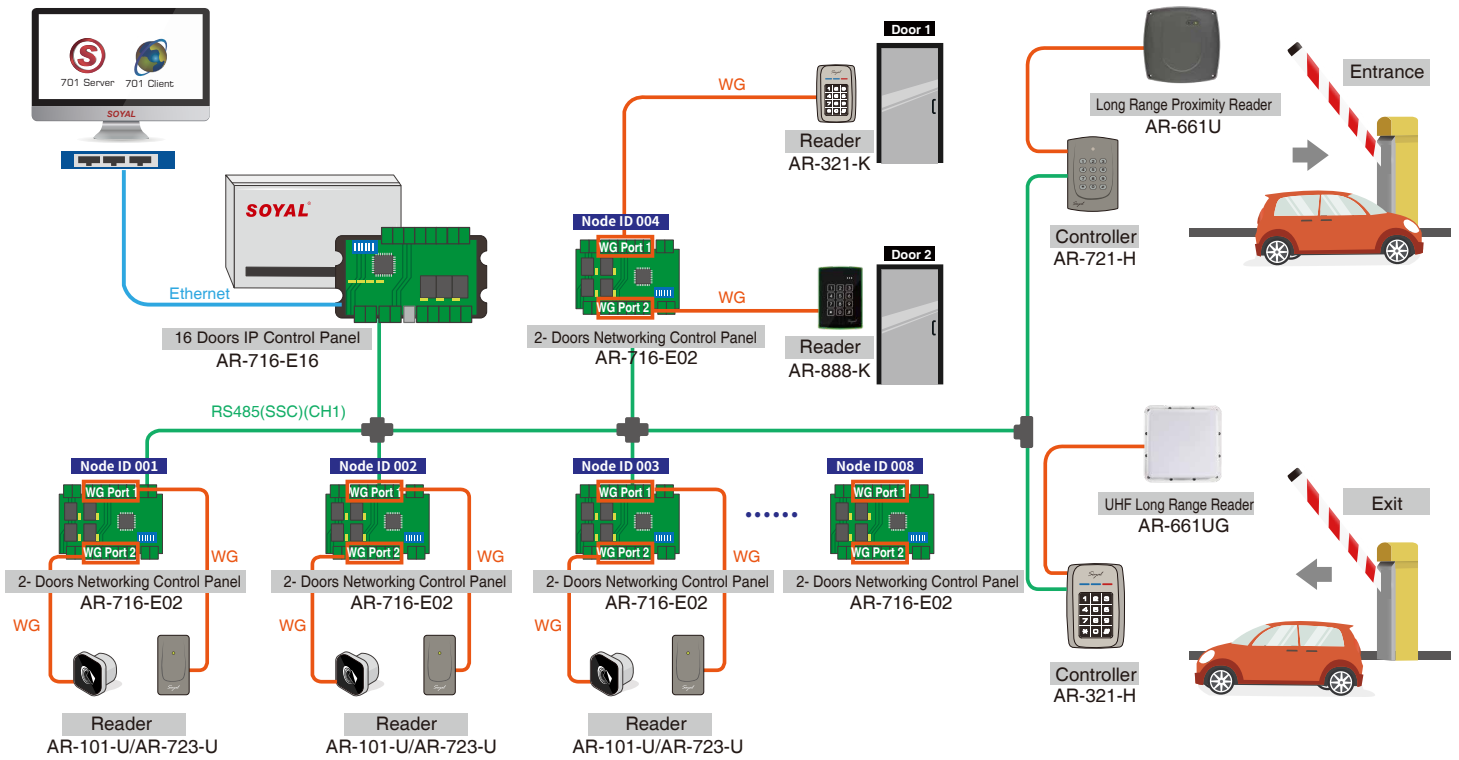 701 Server
701 Client
SOYAL
Ethernet
SOYAL®
16 Doors IP Control Panel
AR-716-E16
RS485(SSC)(CH1)
Node ID 004
WG Port 1
WG Port 2
2- Doors Networking Control Panel
AR-716-E02
WG
Reader
AR-321-K
Door 1
WG
Reader
AR-888-K
Door 2
Long Range Proximity Reader
AR-661U
Controller
AR-721-H
Entrance
Node ID 001
WG Port 1
WG Port 2
WG
2- Doors Networking Control Panel
AR-716-E02
WG
Reader
AR-101-U/AR-723-U
Node ID 002
WG Port 1
WG Port 2
WG
2- Doors Networking Control Panel
AR-716-E02
WG
Reader
AR-101-U/AR-723-U
Node ID 003
WG Port 1
WG Port 2
WG
2- Doors Networking Control Panel
AR-716-E02
WG
Reader
AR-101-U/AR-723-U
......
Node ID 008
WG Port 1
WG Port 2
2- Doors Networking Control Panel
AR-716-E02
UHF Long Range Reader
AR-661UG
Controller
AR-321-H
Exit